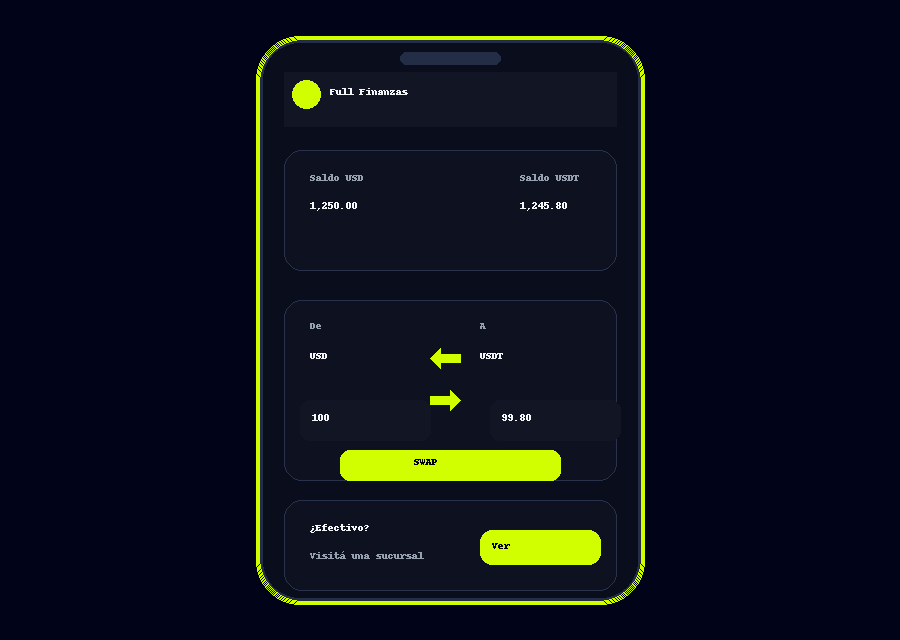 Full Finanzas
Saldo USD Saldo USDT
1,250.00 1,245.80
De A
USD USDT
100 99.80
SWAP
¿Efectivo?
Ver
Visitá una sucursal